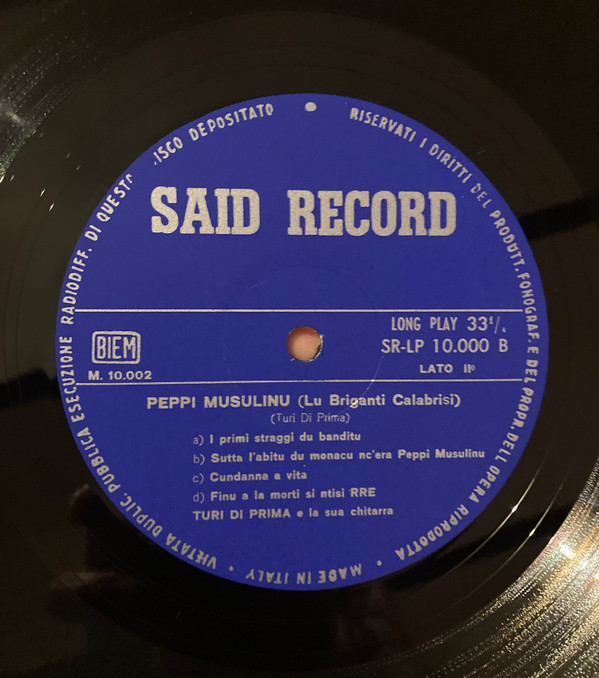 RISERVATI I DIRITTI DEL PRODUTT. FONOGRAF. E DEL PROPR. DELL OPERA RIPRODOTTA • MADE IN ITALY • VIETATA DUPLIC. PUBBLICA ESECUZIONE RADIODIFF. DI QUESTO ISCO DEPOSITATO
SAID RECORD
BIEM
M. 10.002
LONG PLAY 33¹/₄
SR-LP 10.000 B
LATO IIº
PEPPI MUSULINU (Lu Briganti Calabrisi)
(Turi Di Prima)
a) I primi straggi du banditu
b) Sutta l'abitu du monacu nc'era Peppi Musulinu
c) Cundanna a vita
d) Finu a la morti si ntisi RRE
TURI DI PRIMA e la sua chitarra